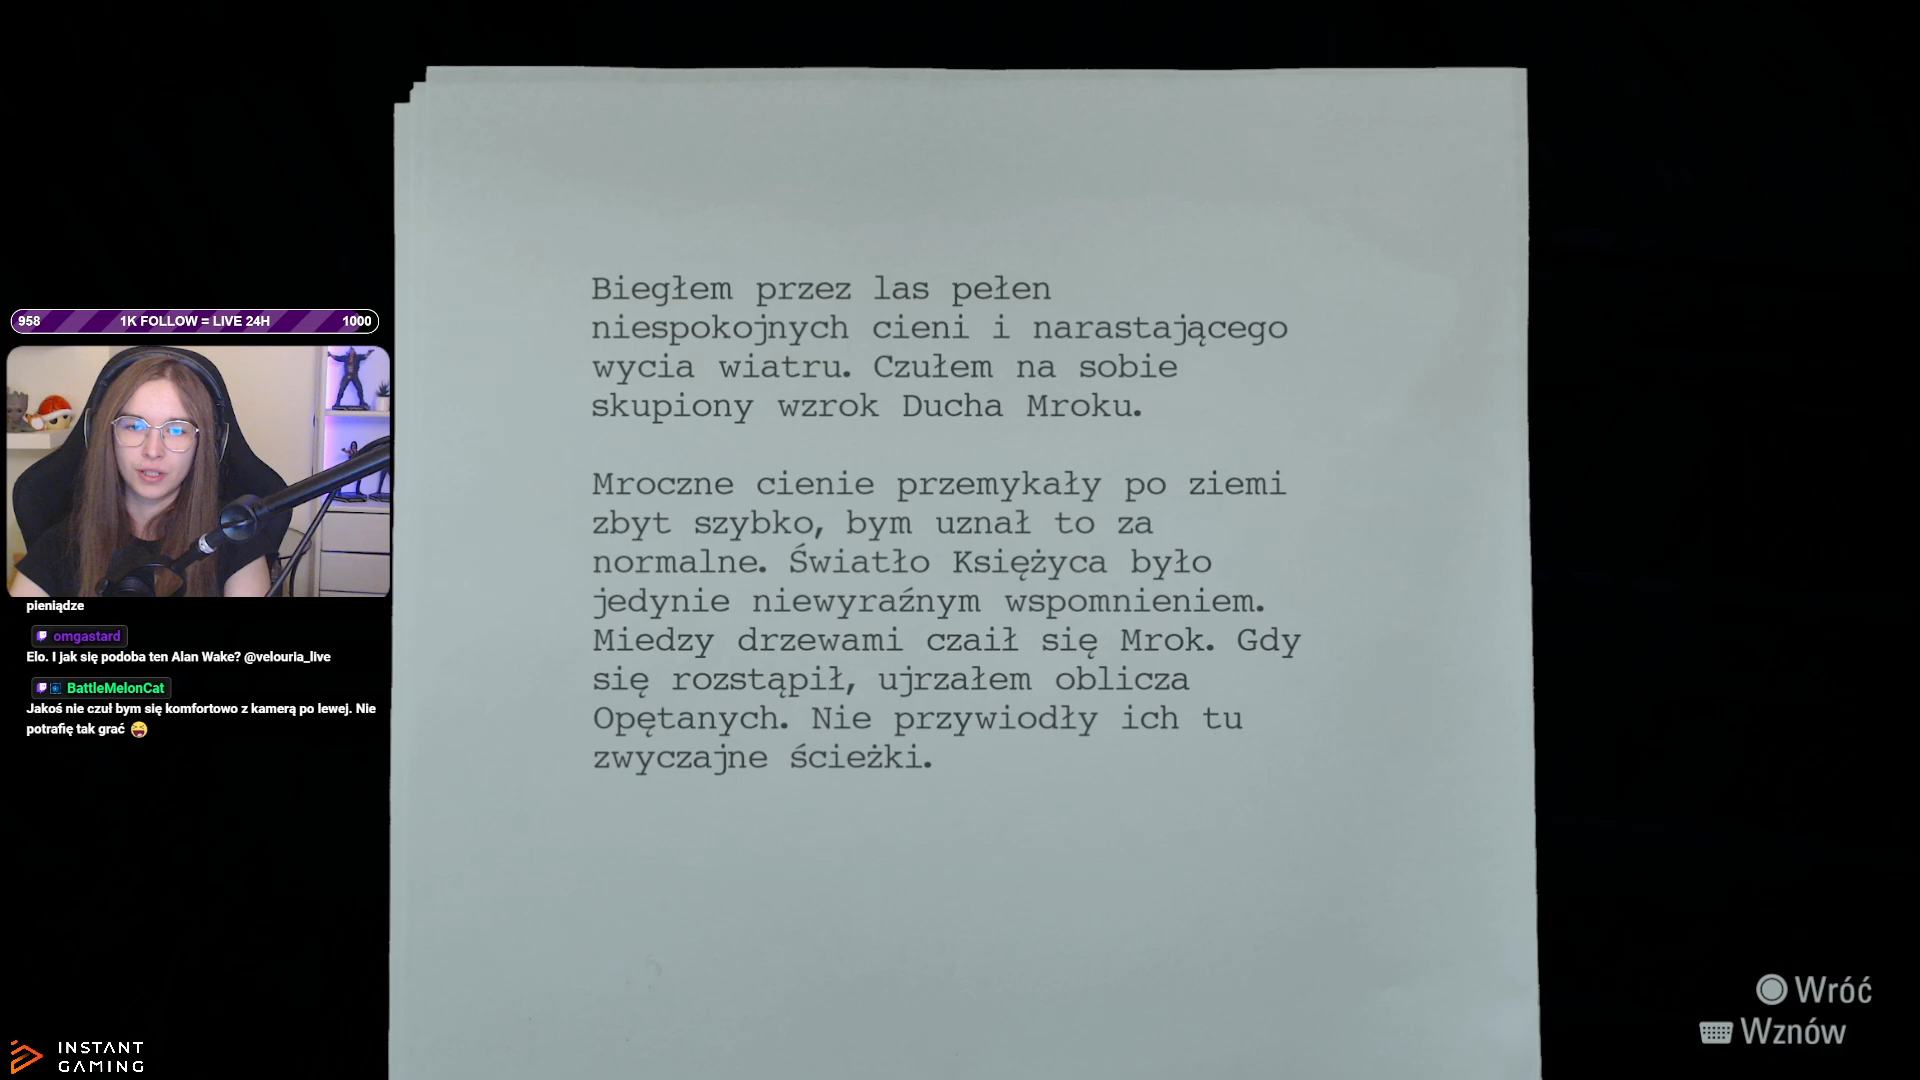 Biegłem przez las pełen
niespokojnych cieni i narastającego
wycia wiatru. Czułem na sobie
skupiony wzrok Ducha Mroku.
Mroczne cienie przemykały po ziemi
zbyt szybko, bym uznał to za
normalne. Światło Księżyca było
jedynie niewyraźnym wspomnieniem.
Miedzy drzewami czaił się Mrok. Gdy
się rozstąpił, ujrzałem oblicza
Opętanych. Nie przywiodły ich tu
zwyczajne ścieżki.
958 1K FOLLOW = LIVE 24H 1000
pieniądze
omgastard
Elo. I jak się podoba ten Alan Wake? @velouria_live
BattleMelonCat
Jakoś nie czuł bym się komfortowo z kamerą po lewej. Nie
potrafię tak grać
Wróć
Wznów
INSTANT
GAMING